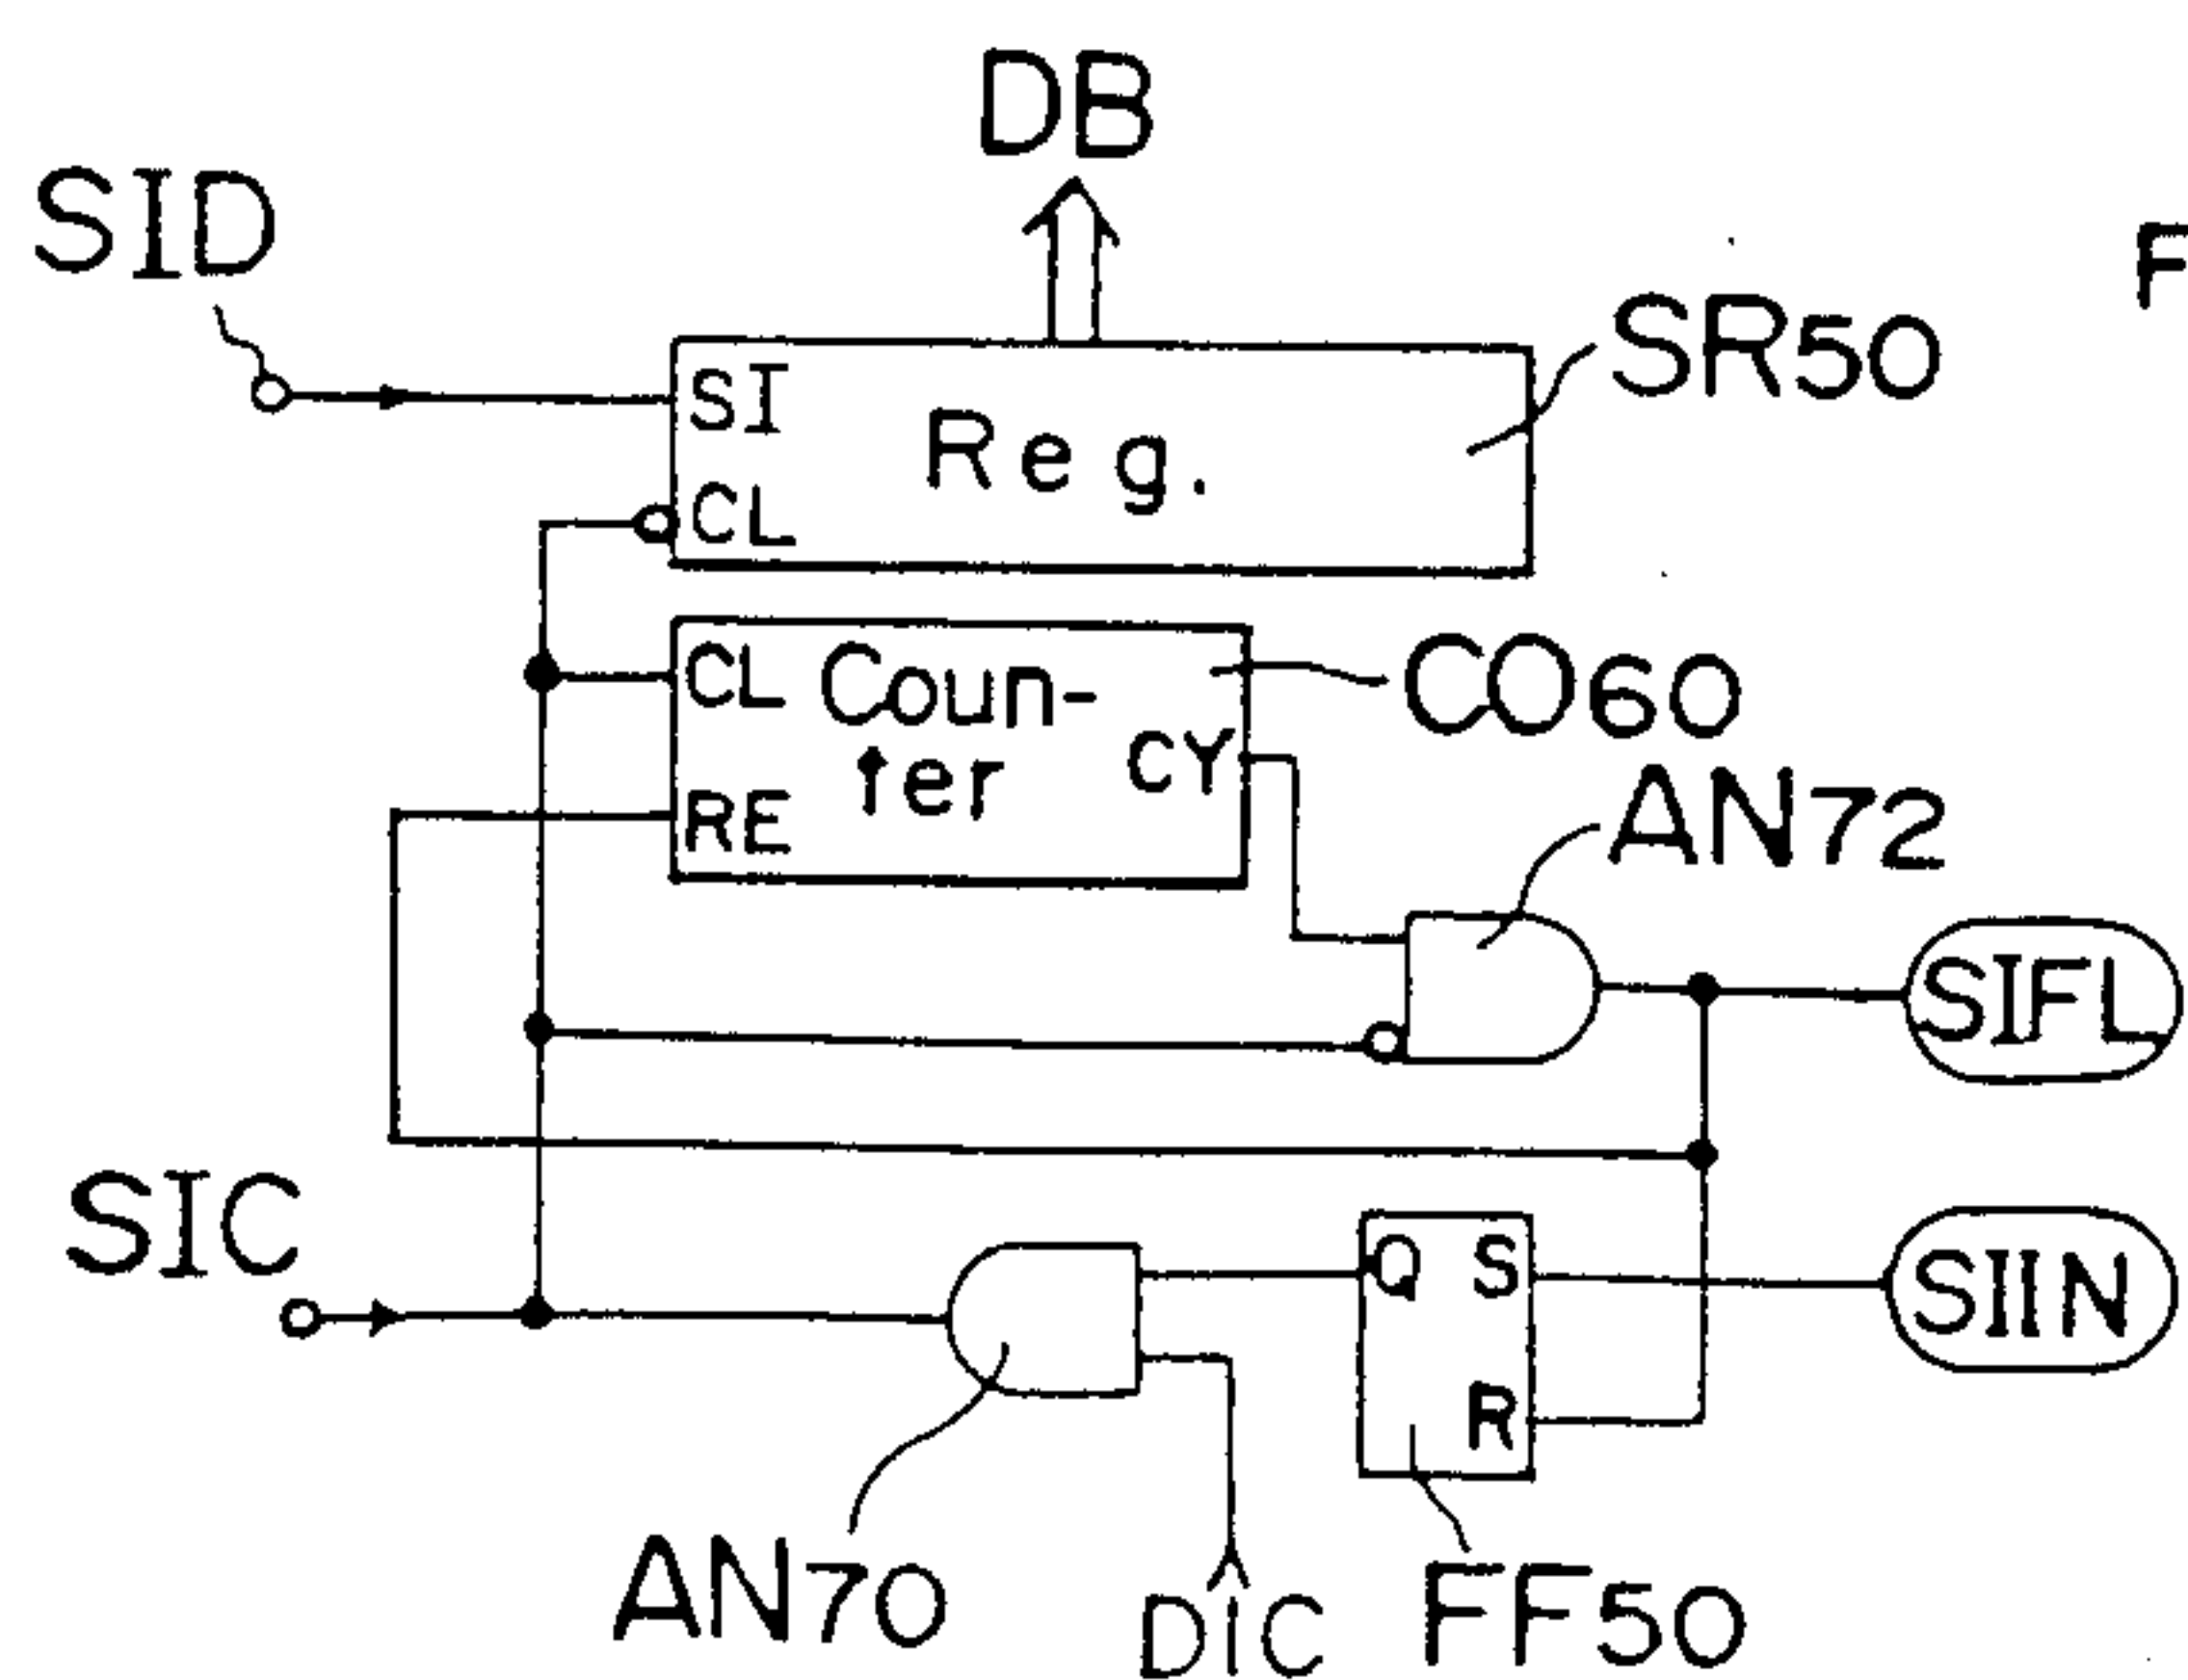 DB
SID
F
SR50
SI
Reg.
CL
CL Coun-
ter
CO60
CY
RE
AN72
SIFL
SIC
Q S
SIIN
R
AN70
DIC
FF50